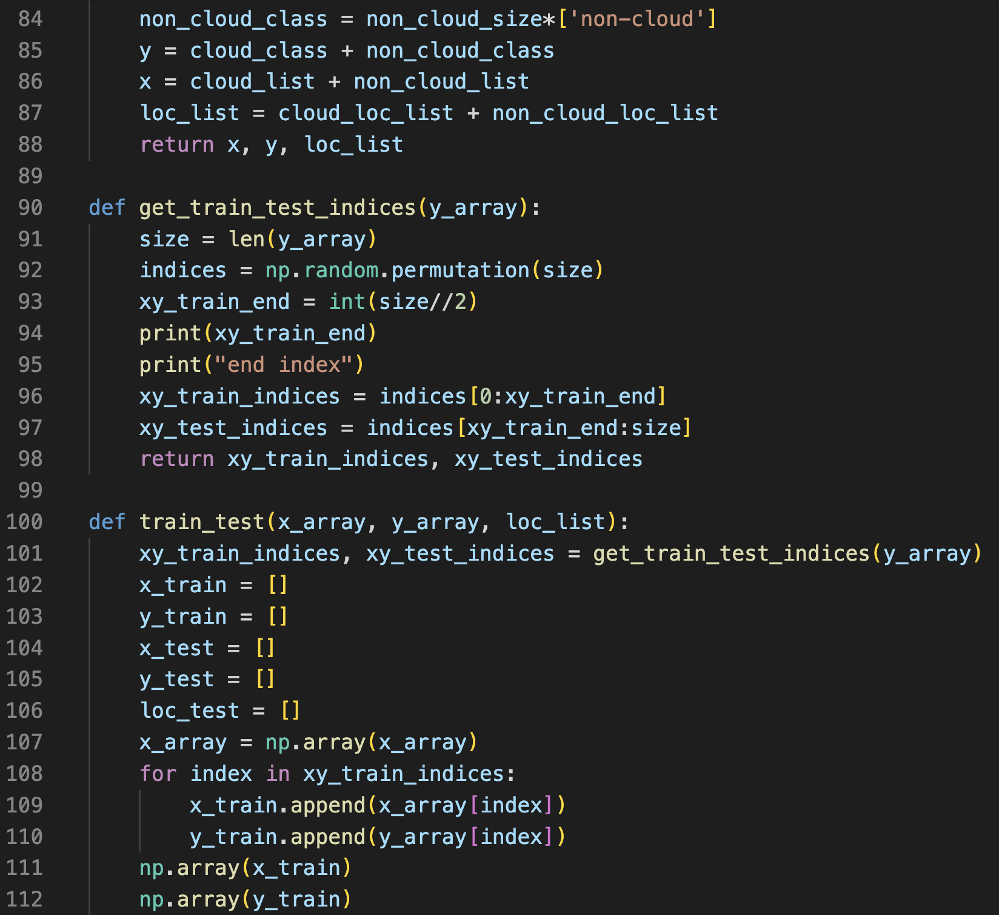 84 non_cloud_class = non_cloud_size*['non-cloud']
85 y = cloud_class + non_cloud_class
86 x = cloud_list + non_cloud_list
87 loc_list = cloud_loc_list + non_cloud_loc_list
88 return x, y, loc_list
89
90 def get_train_test_indices(y_array):
91 size = len(y_array)
92 indices = np.random.permutation(size)
93 xy_train_end = int(size//2)
94 print(xy_train_end)
95 print("end index")
96 xy_train_indices = indices[0:xy_train_end]
97 xy_test_indices = indices[xy_train_end:size]
98 return xy_train_indices, xy_test_indices
99
100 def train_test(x_array, y_array, loc_list):
101 xy_train_indices, xy_test_indices = get_train_test_indices(y_array)
102 x_train = []
103 y_train = []
104 x_test = []
105 y_test = []
106 loc_test = []
107 x_array = np.array(x_array)
108 for index in xy_train_indices:
109 x_train.append(x_array[index])
110 y_train.append(y_array[index])
111 np.array(x_train)
112 np.array(y_train)